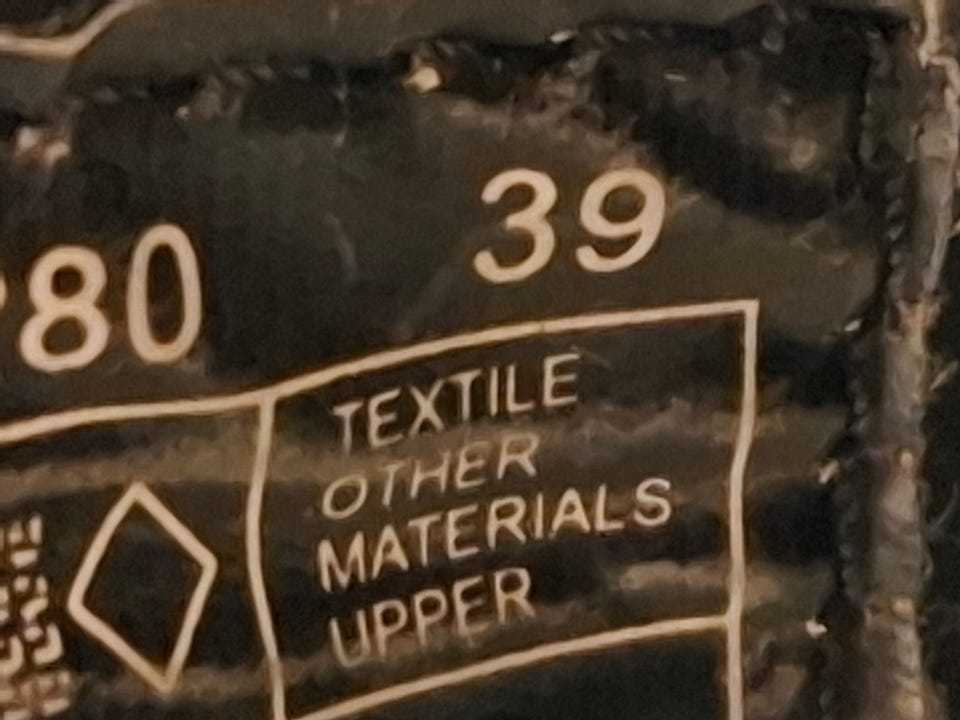 80 39
TEXTILE
OTHER
MATERIALS
UPPER